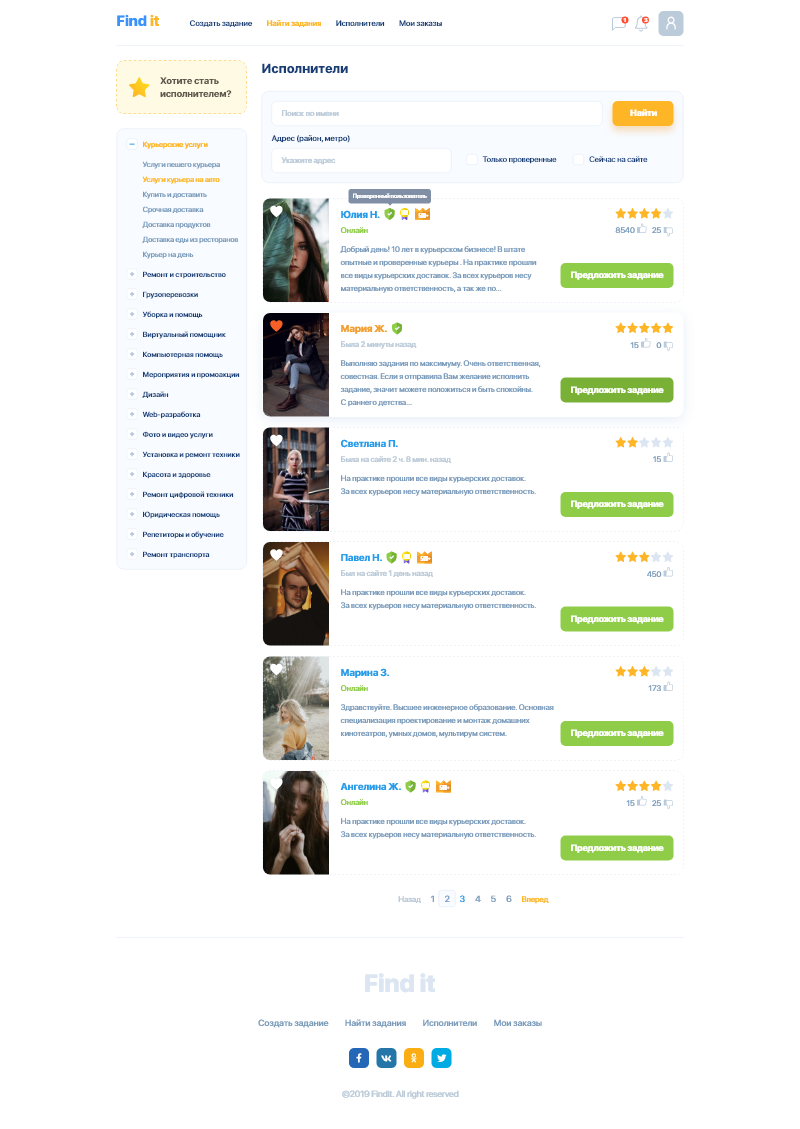 Find it
Создать задание
Найти задания
Исполнители
Мои заказы
1
3
Хотите стать
исполнителем?
Курьерские услуги
Услуги пешего курьера
Услуги курьера на авто
Купить и доставить
Срочная доставка
Доставка продуктов
Доставка еды из ресторанов
Курьер на день
Ремонт и строительство
Грузоперевозки
Уборка и помощь
Виртуальный помощник
Компьютерная помощь
Мероприятия и промоакции
Дизайн
Web-разработка
Фото и видео услуги
Установка и ремонт техники
Красота и здоровье
Ремонт цифровой техники
Юридическая помощь
Репетиторы и обучение
Ремонт транспорта
Исполнители
Поиск по имени
Найти
Адрес (район, метро)
Укажите адрес
Только проверенные
Сейчас на сайте
Проверенный пользователь
Юлия Н.
Онлайн
8540 25
Добрый день! 10 лет в курьерском бизнесе! В штате
опытные и проверенные курьеры . На практике прошли
все виды курьерских доставок. За всех курьеров несу
материальную ответственность, а так же по...
Предложить задание
Мария Ж.
Была 2 минуты назад
15 0
Выполняю задания по максимуму. Очень ответственная,
совестная. Если я отправила Вам желание исполнить
задание, значит можете положиться и быть спокойны.
С раннего детства...
Предложить задание
Светлана П.
Была на сайте 2 ч. 8 мин. назад
15
На практике прошли все виды курьерских доставок.
За всех курьеров несу материальную ответственность.
Предложить задание
Павел Н.
Был на сайте 1 день назад
450
На практике прошли все виды курьерских доставок.
За всех курьеров несу материальную ответственность.
Предложить задание
Марина З.
Онлайн
173
Здравствуйте. Высшее инженерное образование. Основная
специализация проектирование и монтаж домашних
кинотеатров, умных домов, мультирум систем.
Предложить задание
Ангелина Ж.
Онлайн
15 25
На практике прошли все виды курьерских доставок.
За всех курьеров несу материальную ответственность.
Предложить задание
Назад 1 2 3 4 5 6 Вперед
Find it
Создать задание
Найти задания
Исполнители
Мои заказы
©2019 FindIt. All right reserved